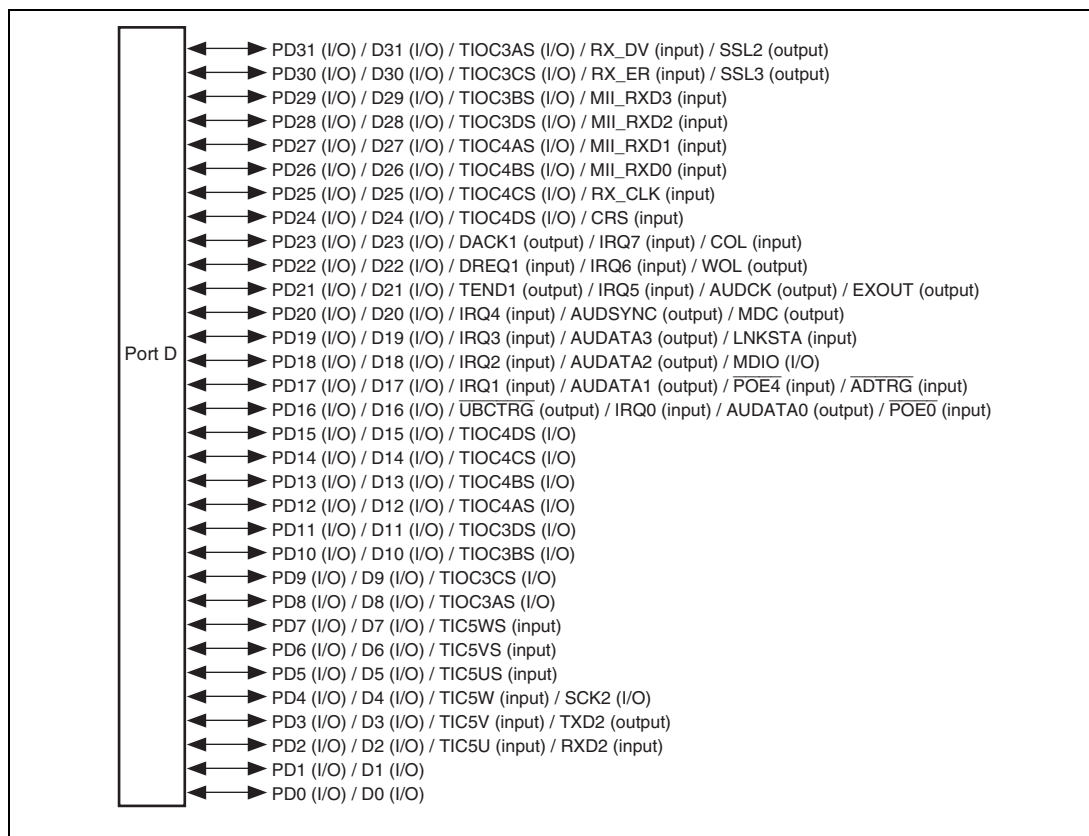 Port D
PD31 (I/O) / D31 (I/O) / TIOC3AS (I/O) / RX_DV (input) / SSL2 (output)
PD30 (I/O) / D30 (I/O) / TIOC3CS (I/O) / RX_ER (input) / SSL3 (output)
PD29 (I/O) / D29 (I/O) / TIOC3BS (I/O) / MII_RXD3 (input)
PD28 (I/O) / D28 (I/O) / TIOC3DS (I/O) / MII_RXD2 (input)
PD27 (I/O) / D27 (I/O) / TIOC4AS (I/O) / MII_RXD1 (input)
PD26 (I/O) / D26 (I/O) / TIOC4BS (I/O) / MII_RXD0 (input)
PD25 (I/O) / D25 (I/O) / TIOC4CS (I/O) / RX_CLK (input)
PD24 (I/O) / D24 (I/O) / TIOC4DS (I/O) / CRS (input)
PD23 (I/O) / D23 (I/O) / DACK1 (output) / IRQ7 (input) / COL (input)
PD22 (I/O) / D22 (I/O) / DREQ1 (input) / IRQ6 (input) / WOL (output)
PD21 (I/O) / D21 (I/O) / TEND1 (output) / IRQ5 (input) / AUDCK (output) / EXOUT (output)
PD20 (I/O) / D20 (I/O) / IRQ4 (input) / AUDSYNC (output) / MDC (output)
PD19 (I/O) / D19 (I/O) / IRQ3 (input) / AUDATA3 (output) / LNKSTA (input)
PD18 (I/O) / D18 (I/O) / IRQ2 (input) / AUDATA2 (output) / MDIO (I/O)
PD17 (I/O) / D17 (I/O) / IRQ1 (input) / AUDATA1 (output) / P̅O̅E̅4̅ (input) / A̅D̅T̅R̅G̅ (input)
PD16 (I/O) / D16 (I/O) / U̅B̅C̅T̅R̅G̅ (output) / IRQ0 (input) / AUDATA0 (output) / P̅O̅E̅0̅ (input)
PD15 (I/O) / D15 (I/O) / TIOC4DS (I/O)
PD14 (I/O) / D14 (I/O) / TIOC4CS (I/O)
PD13 (I/O) / D13 (I/O) / TIOC4BS (I/O)
PD12 (I/O) / D12 (I/O) / TIOC4AS (I/O)
PD11 (I/O) / D11 (I/O) / TIOC3DS (I/O)
PD10 (I/O) / D10 (I/O) / TIOC3BS (I/O)
PD9 (I/O) / D9 (I/O) / TIOC3CS (I/O)
PD8 (I/O) / D8 (I/O) / TIOC3AS (I/O)
PD7 (I/O) / D7 (I/O) / TIC5WS (input)
PD6 (I/O) / D6 (I/O) / TIC5VS (input)
PD5 (I/O) / D5 (I/O) / TIC5US (input)
PD4 (I/O) / D4 (I/O) / TIC5W (input) / SCK2 (I/O)
PD3 (I/O) / D3 (I/O) / TIC5V (input) / TXD2 (output)
PD2 (I/O) / D2 (I/O) / TIC5U (input) / RXD2 (input)
PD1 (I/O) / D1 (I/O)
PD0 (I/O) / D0 (I/O)